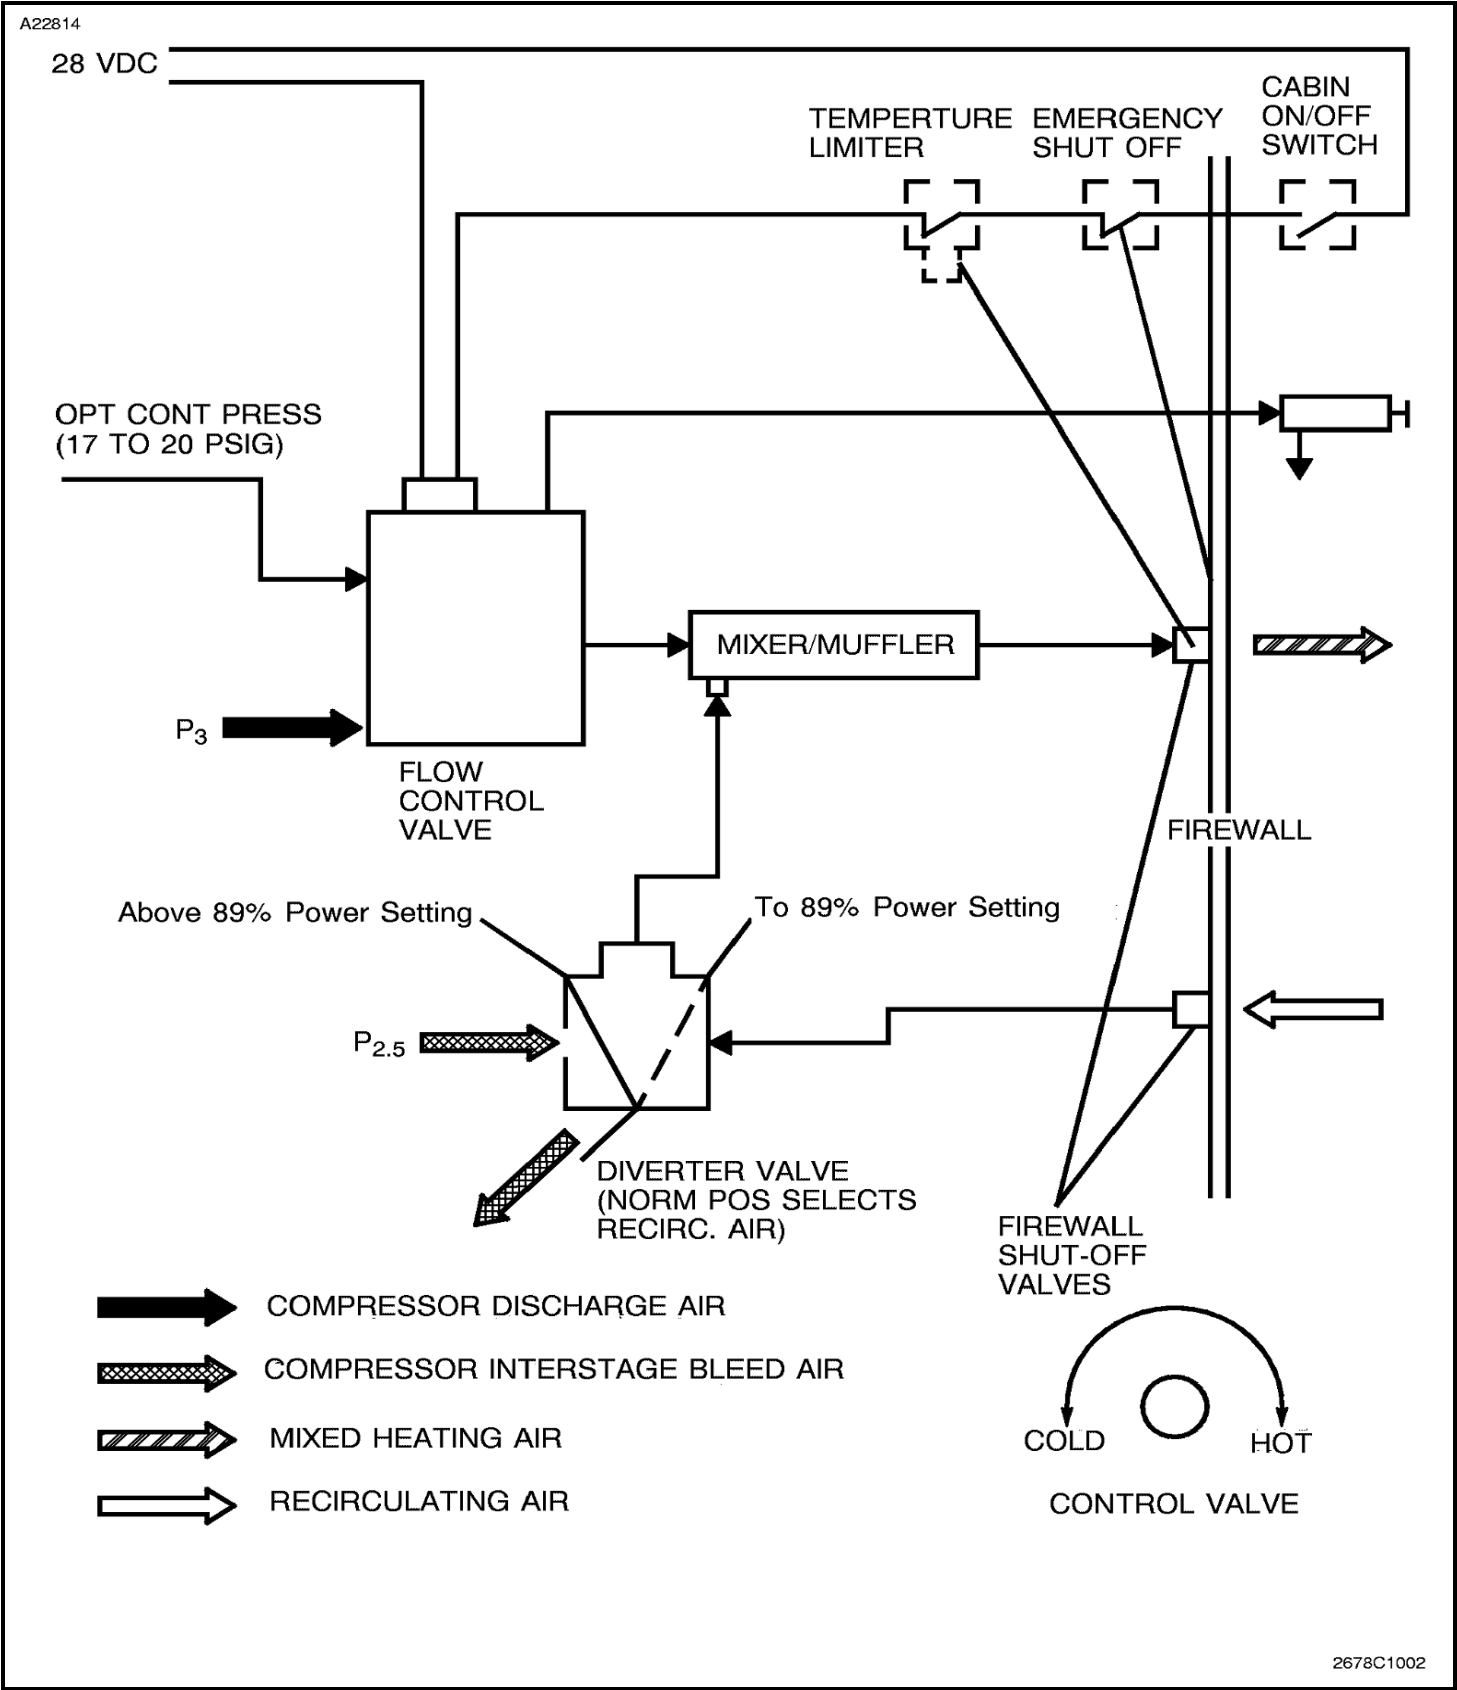 A22814
28 VDC
TEMPERTURE
LIMITER
EMERGENCY
SHUT OFF
CABIN
ON/OFF
SWITCH
OPT CONT PRESS
(17 TO 20 PSIG)
MIXER/MUFFLER
P3
FLOW
CONTROL
VALVE
FIREWALL
Above 89% Power Setting
To 89% Power Setting
P2.5
DIVERTER VALVE
(NORM POS SELECTS
RECIRC. AIR)
FIREWALL
SHUT-OFF
VALVES
COMPRESSOR DISCHARGE AIR
COMPRESSOR INTERSTAGE BLEED AIR
MIXED HEATING AIR
RECIRCULATING AIR
COLD
HOT
CONTROL VALVE
2678C1002